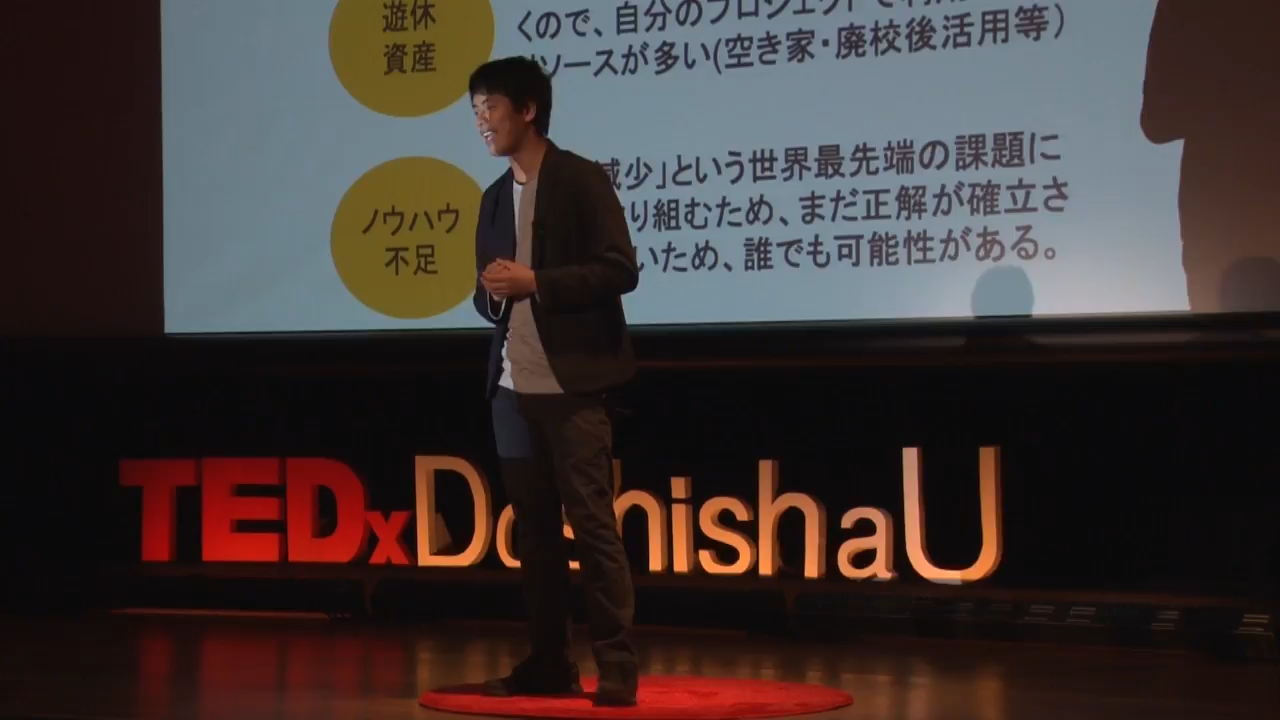 遊休
資産
くので、自分のプロジェクトで利用
ソースが多い(空き家・廃校後活用等)
ノウハウ
不足
減少」という世界最先端の課題に
り組むため、まだ正解が確立さ
いため、誰でも可能性がある。
TEDxDoshishaU